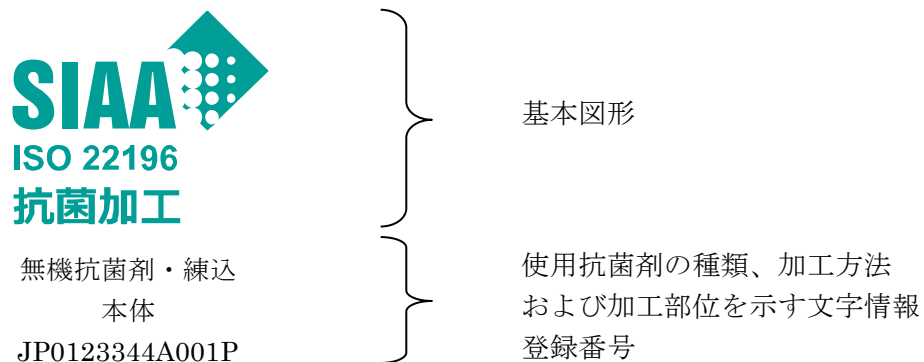 SIAA
ISO 22196
抗菌加工
基本図形
無機抗菌剤・練込
本体
JP0123344A001P
使用抗菌剤の種類、加工方法
および加工部位を示す文字情報
登録番号